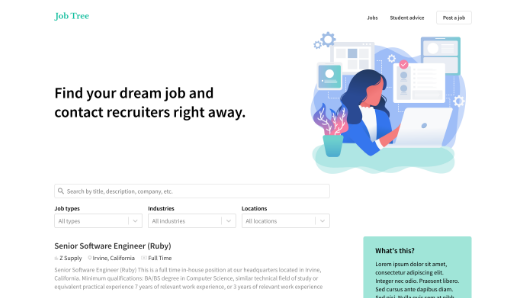 Job Tree
Jobs
Student advice
Post a job
Find your dream job and
contact recruiters right away.
Search by title, description, company, etc.
Job types
Industries
Locations
All types
All industries
All locations
Senior Software Engineer (Ruby)
Z Supply
Irvine, California
Full Time
Senior Software Engineer (Ruby) This is a full time in-house position at our headquarters located in Irvine,
California. Minimum qualifications BA/BS degree in Computer Science, similar technical field of study or
equivalent practical experience 7 years of relevant work experience, or 3 years of relevant work experience
What's this?
Lorem ipsum dolor sit amet,
consectetur adipiscing elit.
Integer nec odio. Praesent libero.
Sed cursus ante dapibus diam.